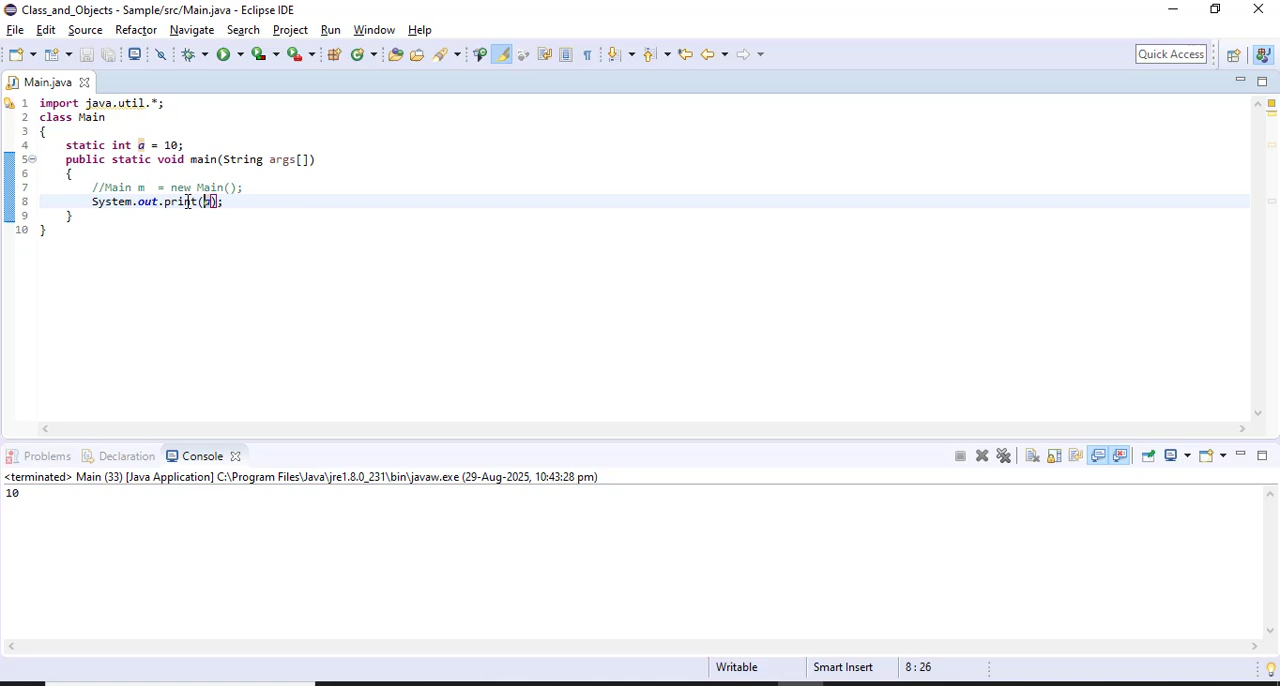 Class_and_Objects - Sample/src/Main.java - Eclipse IDE
File Edit Source Refactor Navigate Search Project Run Window Help
Quick Access
Main.java
1 import java.util.*;
2 class Main
3 {
4 static int a = 10;
5 public static void main(String args[])
6 {
7 //Main m  = new Main();
8 System.out.print(a);
9 }
10 }
Problems Declaration Console
<terminated> Main (33) [Java Application] C:\Program Files\Java\jre1.8.0_231\bin\javaw.exe (29-Aug-2025, 10:43:28 pm)
10
Writable Smart Insert 8 : 26